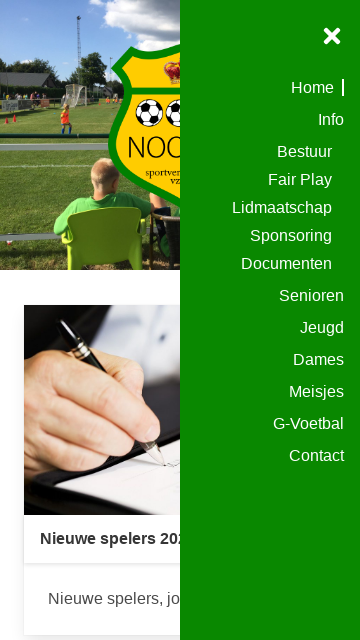 Home
Info
Bestuur
Fair Play
Lidmaatschap
Sponsoring
Documenten
Senioren
Jeugd
Dames
Meisjes
G-Voetbal
Contact
NOO
sportver
vz
Nieuwe spelers 202
Nieuwe spelers, jo